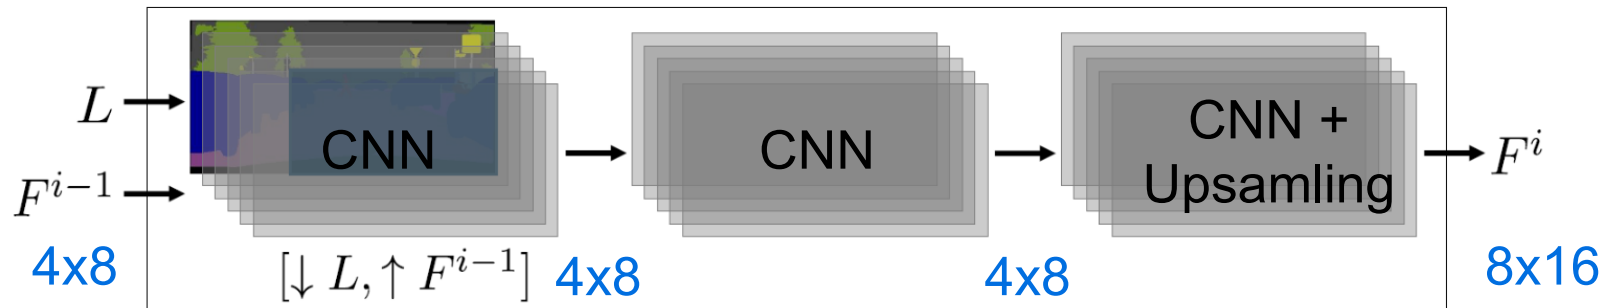 L
F^{i-1}
4x8
CNN
[↓ L, ↑ F^{i-1}]
4x8
CNN
4x8
CNN +
Upsamling
F^i
8x16